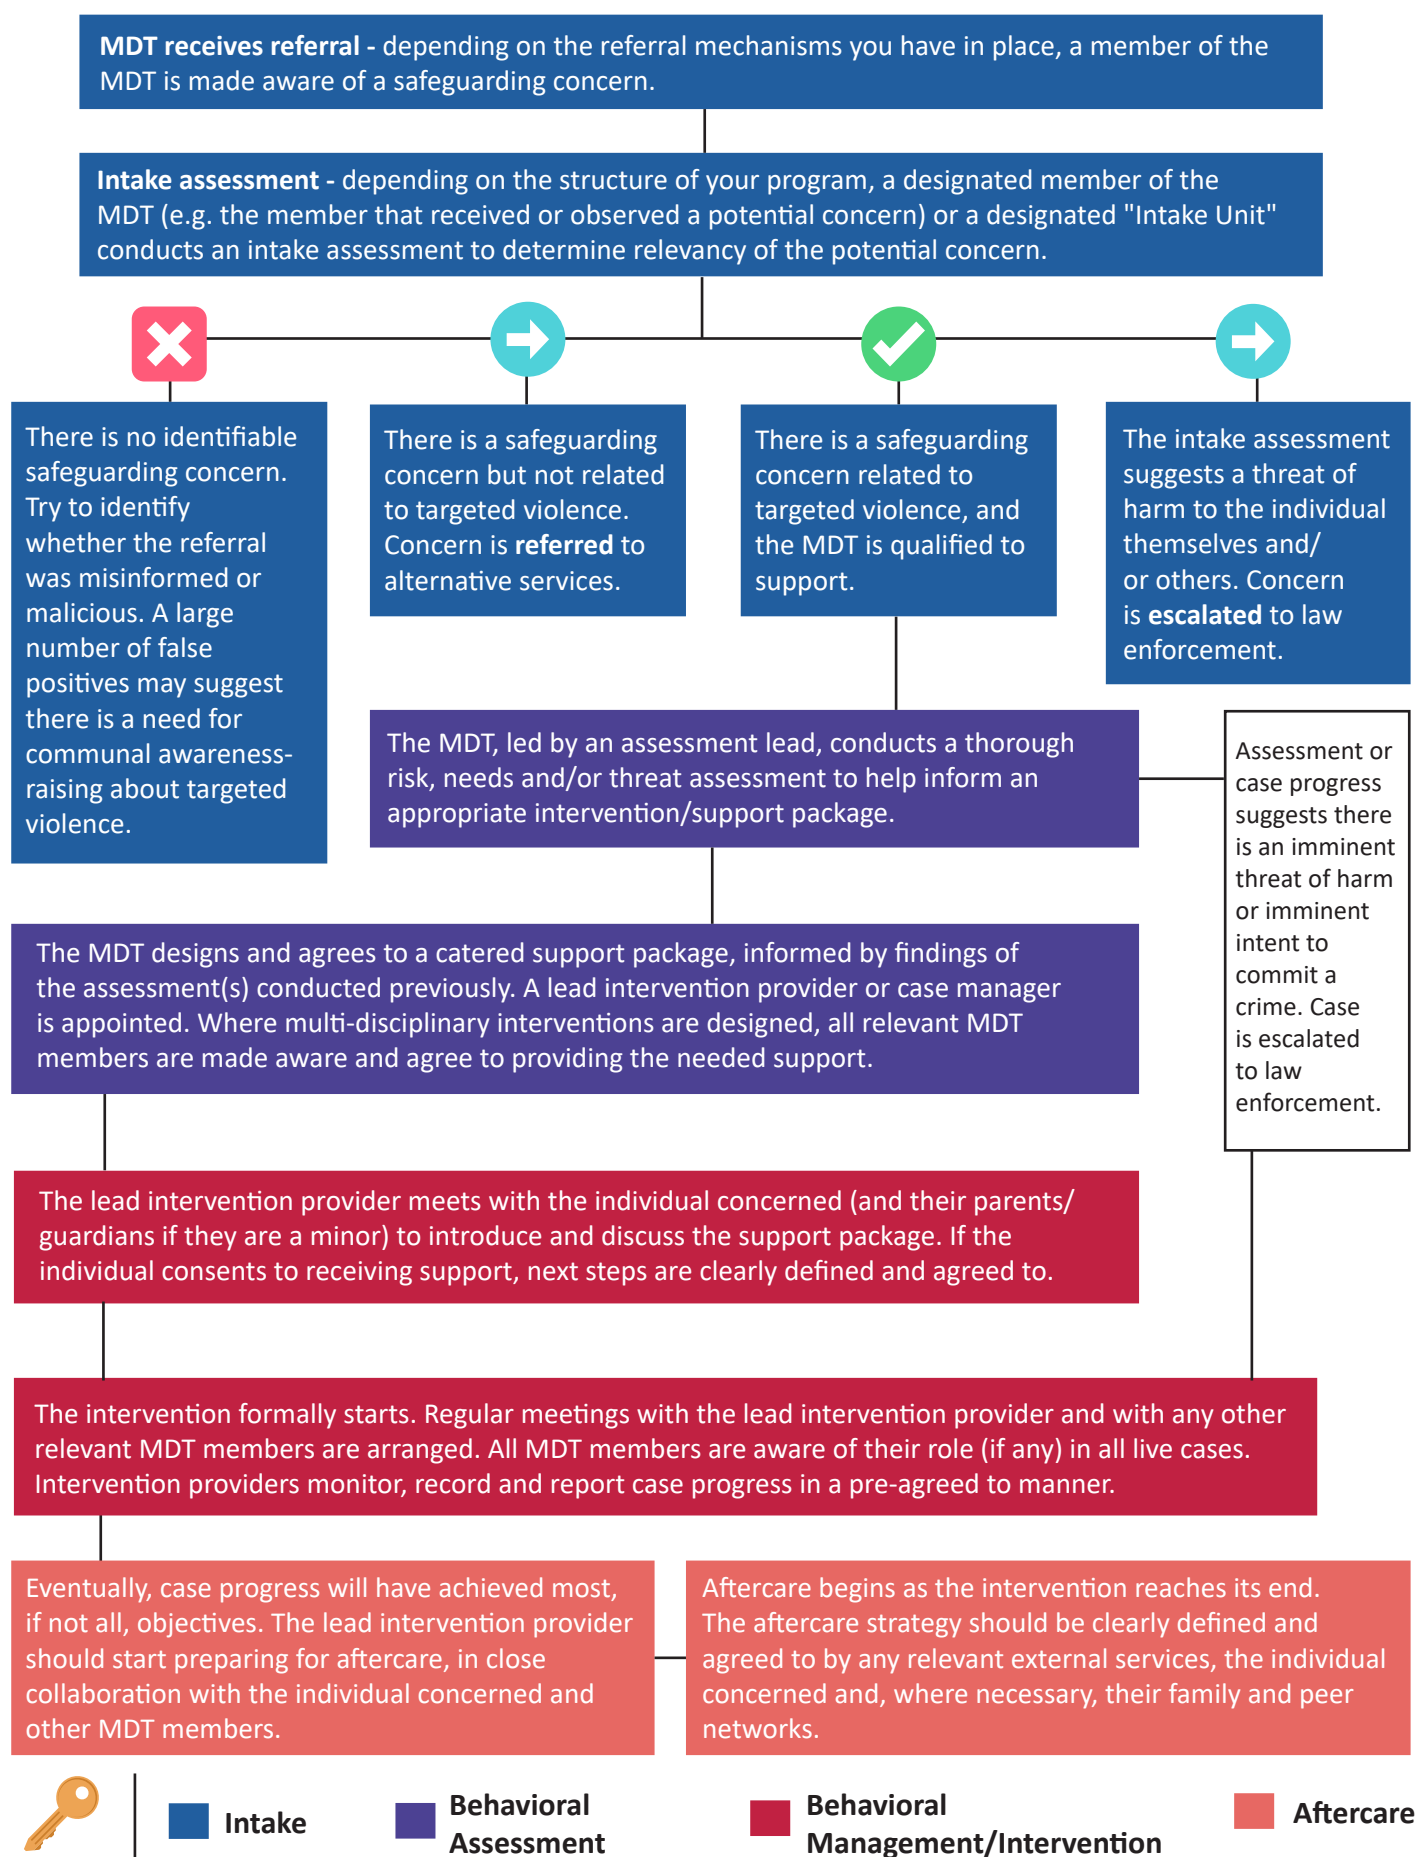 MDT receives referral - depending on the referral mechanisms you have in place, a member of the
MDT is made aware of a safeguarding concern.
Intake assessment - depending on the structure of your program, a designated member of the
MDT (e.g. the member that received or observed a potential concern) or a designated "Intake Unit"
conducts an intake assessment to determine relevancy of the potential concern.
There is no identifiable
safeguarding concern.
Try to identify
whether the referral
was misinformed or
malicious. A large
number of false
positives may suggest
there is a need for
communal awareness-
raising about targeted
violence.
There is a safeguarding
concern but not related
to targeted violence.
Concern is referred to
alternative services.
There is a safeguarding
concern related to
targeted violence, and
the MDT is qualified to
support.
The intake assessment
suggests a threat of
harm to the individual
themselves and/
or others. Concern
is escalated to law
enforcement.
The MDT, led by an assessment lead, conducts a thorough
risk, needs and/or threat assessment to help inform an
appropriate intervention/support package.
Assessment or
case progress
suggests there
is an imminent
threat of harm
or imminent
intent to
commit a
crime. Case
is escalated
to law
enforcement.
The MDT designs and agrees to a catered support package, informed by findings of
the assessment(s) conducted previously. A lead intervention provider or case manager
is appointed. Where multi-disciplinary interventions are designed, all relevant MDT
members are made aware and agree to providing the needed support.
The lead intervention provider meets with the individual concerned (and their parents/
guardians if they are a minor) to introduce and discuss the support package. If the
individual consents to receiving support, next steps are clearly defined and agreed to.
The intervention formally starts. Regular meetings with the lead intervention provider and with any other
relevant MDT members are arranged. All MDT members are aware of their role (if any) in all live cases.
Intervention providers monitor, record and report case progress in a pre-agreed to manner.
Eventually, case progress will have achieved most,
if not all, objectives. The lead intervention provider
should start preparing for aftercare, in close
collaboration with the individual concerned and
other MDT members.
Aftercare begins as the intervention reaches its end.
The aftercare strategy should be clearly defined and
agreed to by any relevant external services, the individual
concerned and, where necessary, their family and peer
networks.
Intake
Behavioral
Assessment
Behavioral
Management/Intervention
Aftercare